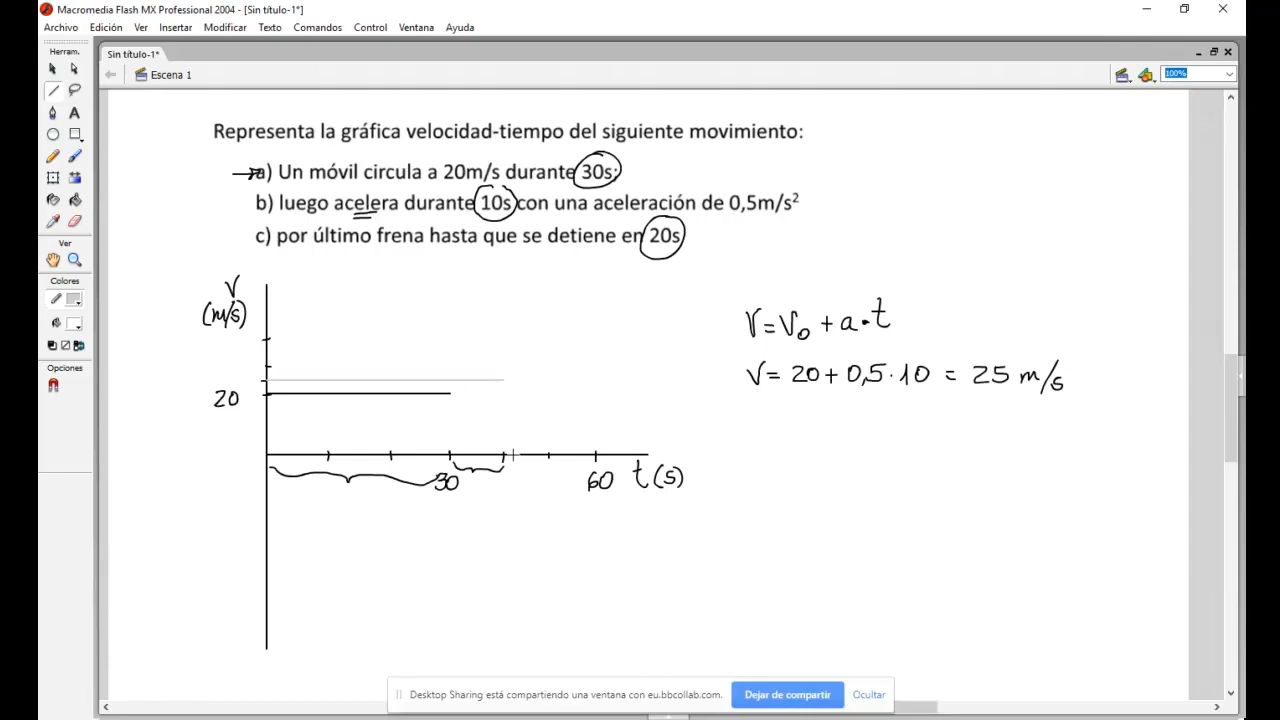 Macromedia Flash MX Professional 2004 - [Sin título-1*]
Archivo Edición Ver Insertar Modificar Texto Comandos Control Ventana Ayuda
Herram.
Sin título-1*
Escena 1
100%
Ver
Colores
Opciones
Representa la gráfica velocidad-tiempo del siguiente movimiento:
a) Un móvil circula a 20m/s durante 30s;
b) luego acelera durante 10s con una aceleración de 0,5m/s²
c) por último frena hasta que se detiene en 20s
V
(m/s)
20
30
60 t(s)
V=V₀ + a·t
V= 20+0,5·10 = 25 m/s
Desktop Sharing está compartiendo una ventana con eu.bbcollab.com.
Dejar de compartir
Ocultar